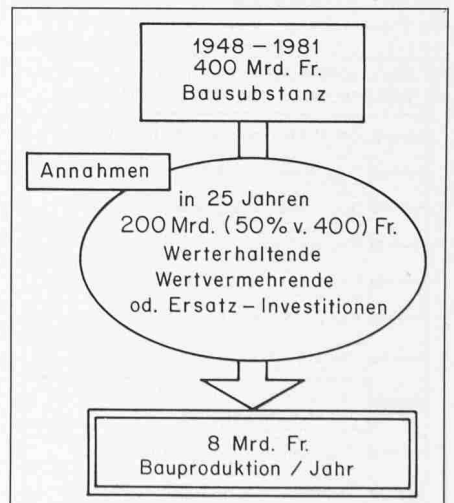 1948 – 1981
400 Mrd. Fr.
Bausubstanz
Annahmen
in 25 Jahren
200 Mrd. (50% v. 400) Fr.
Werterhaltende
Wertvermehrende
od. Ersatz – Investitionen
8 Mrd. Fr.
Bauproduktion / Jahr